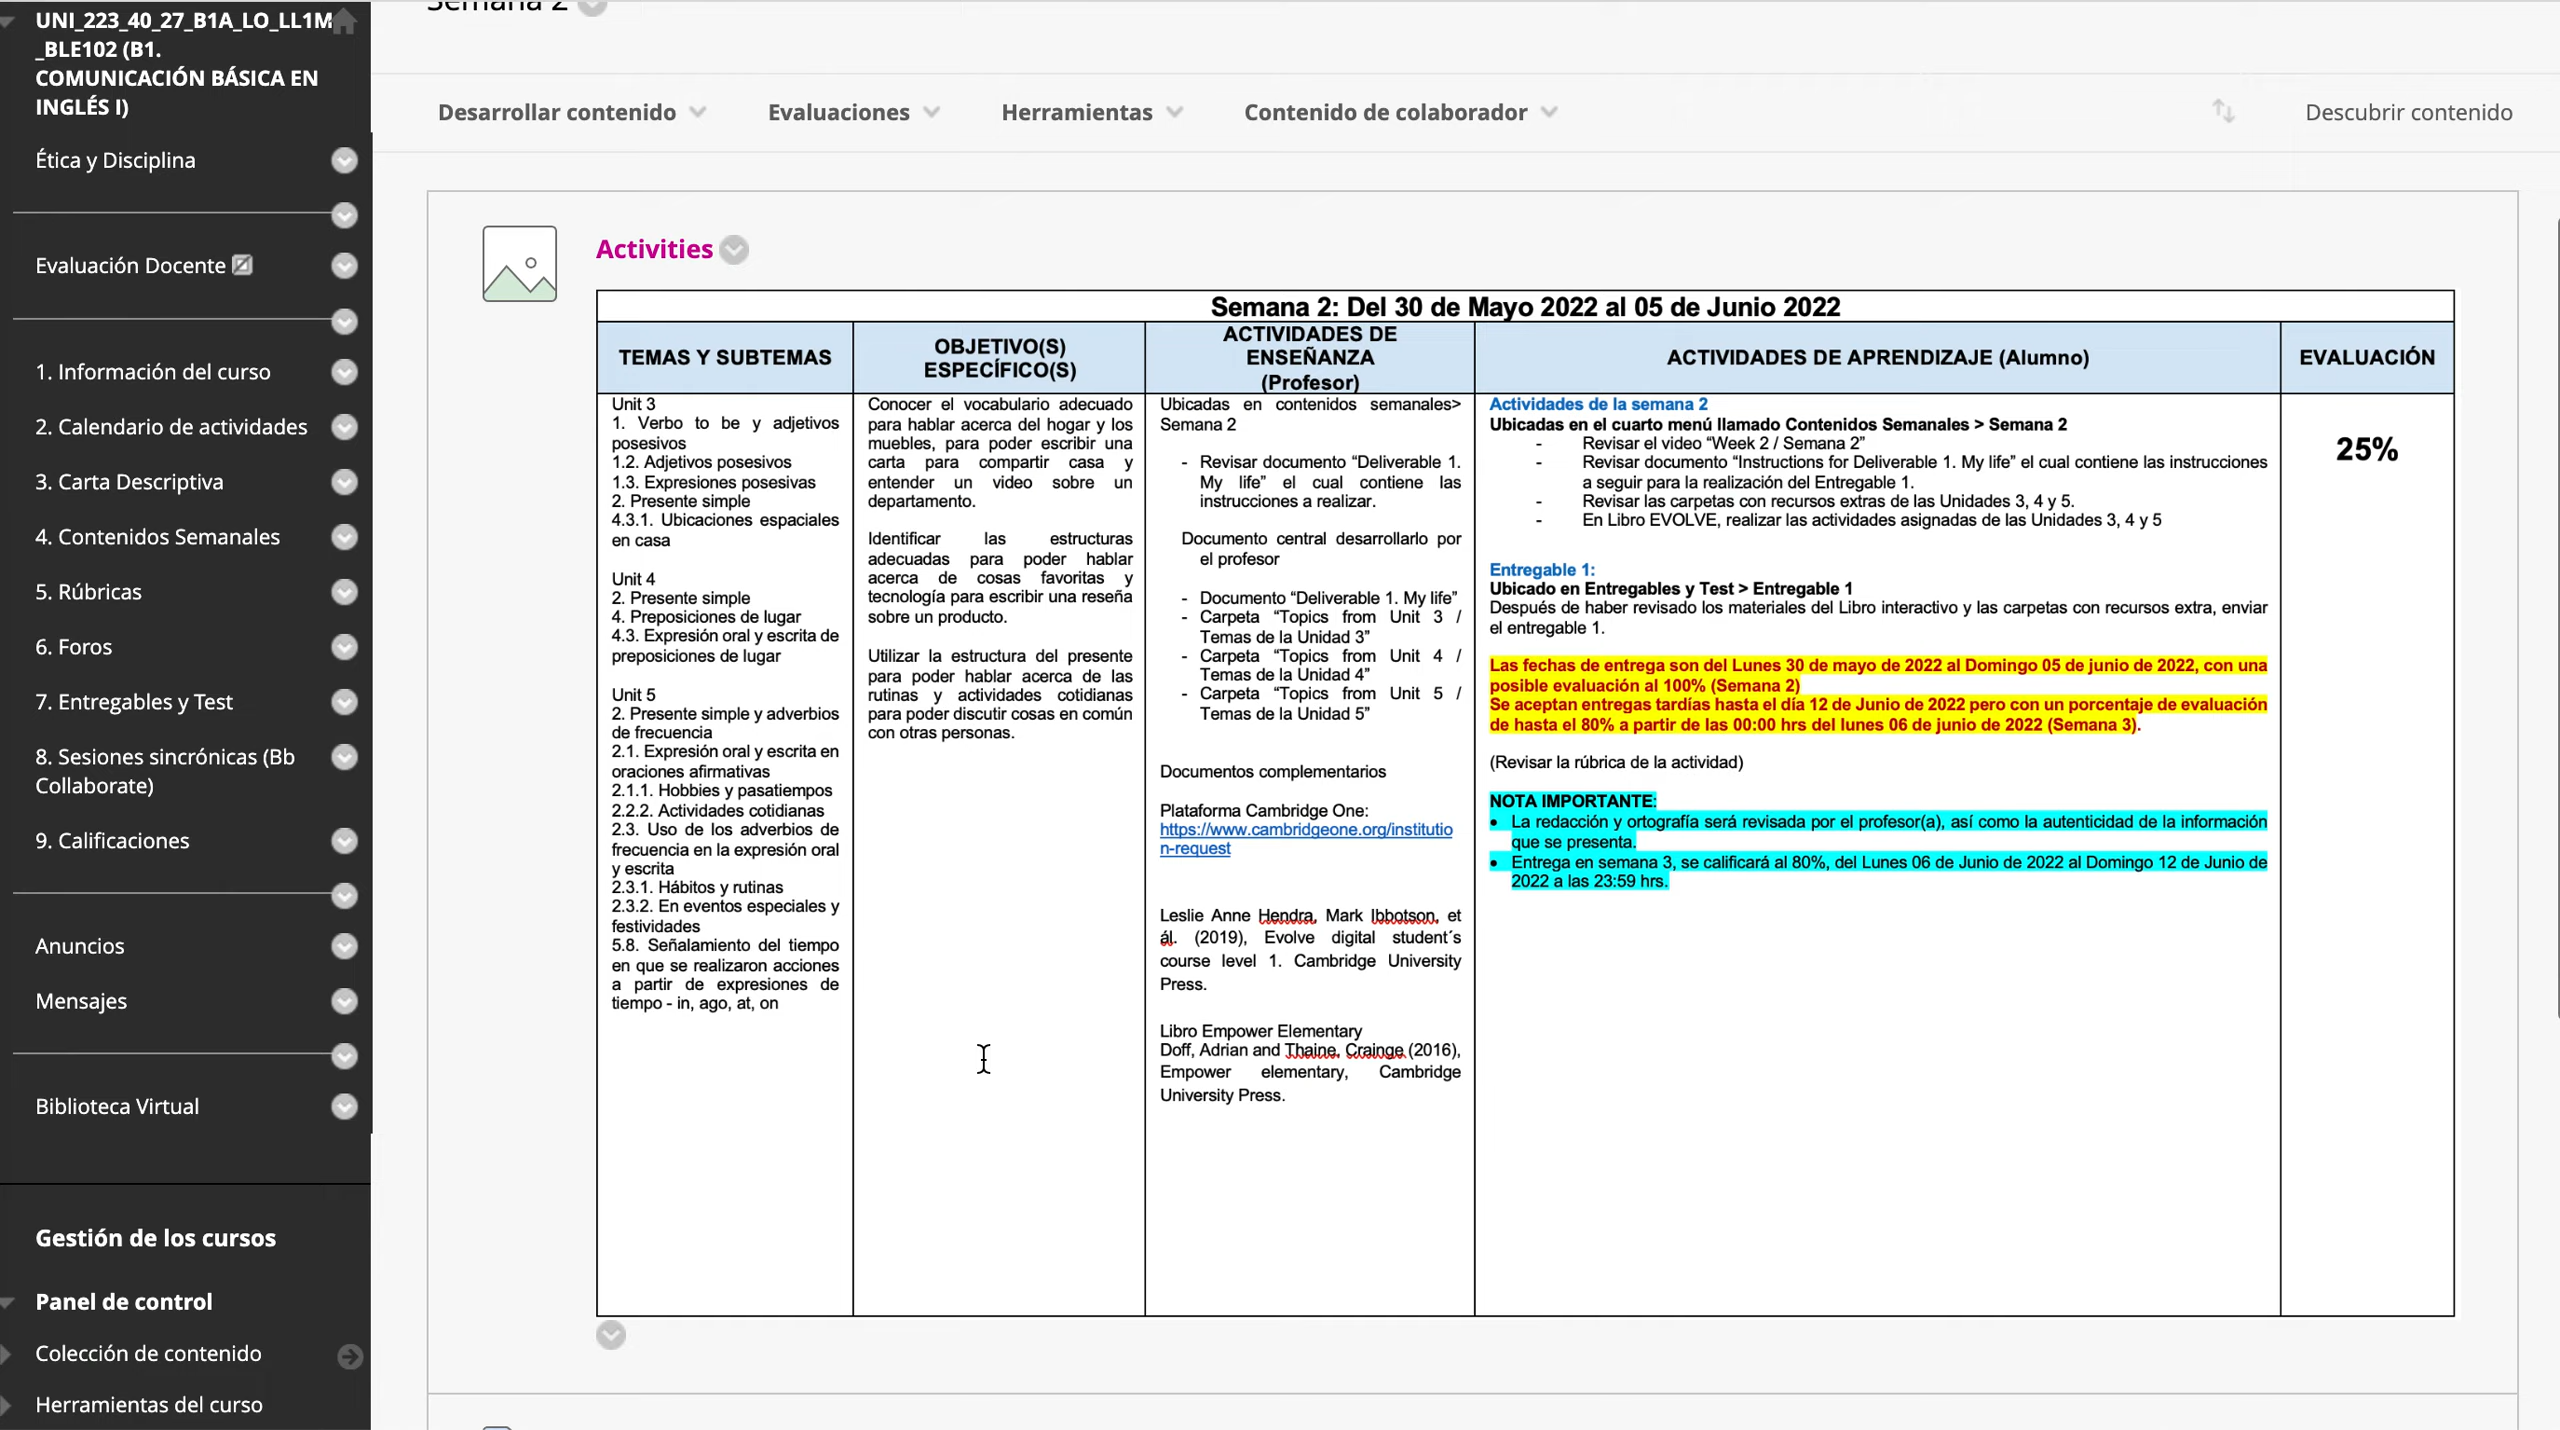 UNI_223_40_27_B1A_LO_LL1M
_BLE102 (B1.
COMUNICACIÓN BÁSICA EN
INGLÉS I)
Ética y Disciplina
Evaluación Docente
1. Información del curso
2. Calendario de actividades
3. Carta Descriptiva
4. Contenidos Semanales
5. Rúbricas
6. Foros
7. Entregables y Test
8. Sesiones sincrónicas (Bb
Collaborate)
9. Calificaciones
Anuncios
Mensajes
Biblioteca Virtual
Gestión de los cursos
Panel de control
Colección de contenido
Herramientas del curso
Semana 2
Desarrollar contenido
Evaluaciones
Herramientas
Contenido de colaborador
Descubrir contenido
Activities
Semana 2: Del 30 de Mayo 2022 al 05 de Junio 2022
TEMAS Y SUBTEMAS
OBJETIVO(S)
ESPECÍFICO(S)
ACTIVIDADES DE
ENSEÑANZA
(Profesor)
ACTIVIDADES DE APRENDIZAJE (Alumno)
EVALUACIÓN
Unit 3
1. Verbo to be y adjetivos
posesivos
1.2. Adjetivos posesivos
1.3. Expresiones posesivas
2. Presente simple
4.3.1. Ubicaciones espaciales
en casa
Unit 4
2. Presente simple
4. Preposiciones de lugar
4.3. Expresión oral y escrita de
preposiciones de lugar
Unit 5
2. Presente simple y adverbios
de frecuencia
2.1. Expresión oral y escrita en
oraciones afirmativas
2.1.1. Hobbies y pasatiempos
2.2.2. Actividades cotidianas
2.3. Uso de los adverbios de
frecuencia en la expresión oral
y escrita
2.3.1. Hábitos y rutinas
2.3.2. En eventos especiales y
festividades
5.8. Señalamiento del tiempo
en que se realizaron acciones
a partir de expresiones de
tiempo - in, ago, at, on
Conocer el vocabulario adecuado
para hablar acerca del hogar y los
muebles, para poder escribir una
carta para compartir casa y
entender un video sobre un
departamento.
Identificar las estructuras
adecuadas para poder hablar
acerca de cosas favoritas y
tecnología para escribir una reseña
sobre un producto.
Utilizar la estructura del presente
para poder hablar acerca de las
rutinas y actividades cotidianas
para poder discutir cosas en común
con otras personas.
Ubicadas en contenidos semanales>
Semana 2
- Revisar documento “Deliverable 1.
My life” el cual contiene las
instrucciones a realizar.
Documento central desarrollarlo por
el profesor
- Documento “Deliverable 1. My life”
- Carpeta “Topics from Unit 3 /
Temas de la Unidad 3”
- Carpeta “Topics from Unit 4 /
Temas de la Unidad 4”
- Carpeta “Topics from Unit 5 /
Temas de la Unidad 5”
Documentos complementarios
Plataforma Cambridge One:
https://www.cambridgeone.org/institutio
n-request
Leslie Anne Hendra, Mark Ibbotson, et
ál. (2019), Evolve digital student´s
course level 1. Cambridge University
Press.
Libro Empower Elementary
Doff, Adrian and Thaine, Crainge (2016),
Empower elementary, Cambridge
University Press.
Actividades de la semana 2
Ubicadas en el cuarto menú llamado Contenidos Semanales > Semana 2
- Revisar el video “Week 2 / Semana 2”
- Revisar documento “Instructions for Deliverable 1. My life” el cual contiene las instrucciones
a seguir para la realización del Entregable 1.
- Revisar las carpetas con recursos extras de las Unidades 3, 4 y 5.
- En Libro EVOLVE, realizar las actividades asignadas de las Unidades 3, 4 y 5
Entregable 1:
Ubicado en Entregables y Test > Entregable 1
Después de haber revisado los materiales del Libro interactivo y las carpetas con recursos extra, enviar
el entregable 1.
Las fechas de entrega son del Lunes 30 de mayo de 2022 al Domingo 05 de junio de 2022, con una
posible evaluación al 100% (Semana 2)
Se aceptan entregas tardías hasta el día 12 de Junio de 2022 pero con un porcentaje de evaluación
de hasta el 80% a partir de las 00:00 hrs del lunes 06 de junio de 2022 (Semana 3).
(Revisar la rúbrica de la actividad)
NOTA IMPORTANTE:
• La redacción y ortografía será revisada por el profesor(a), así como la autenticidad de la información
que se presenta.
• Entrega en semana 3, se calificará al 80%, del Lunes 06 de Junio de 2022 al Domingo 12 de Junio de
2022 a las 23:59 hrs.
25%